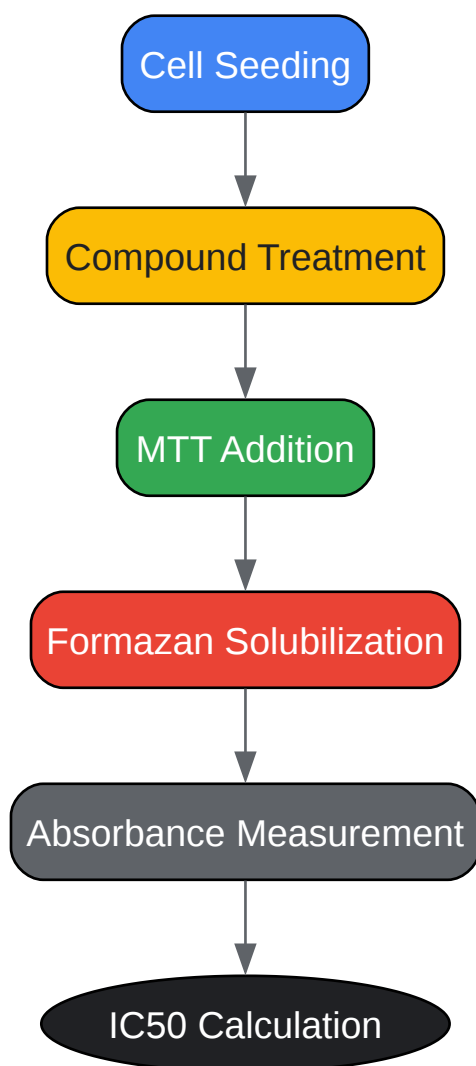 Cell Seeding
Compound Treatment
MTT Addition
Formazan Solubilization
Absorbance Measurement
IC50 Calculation